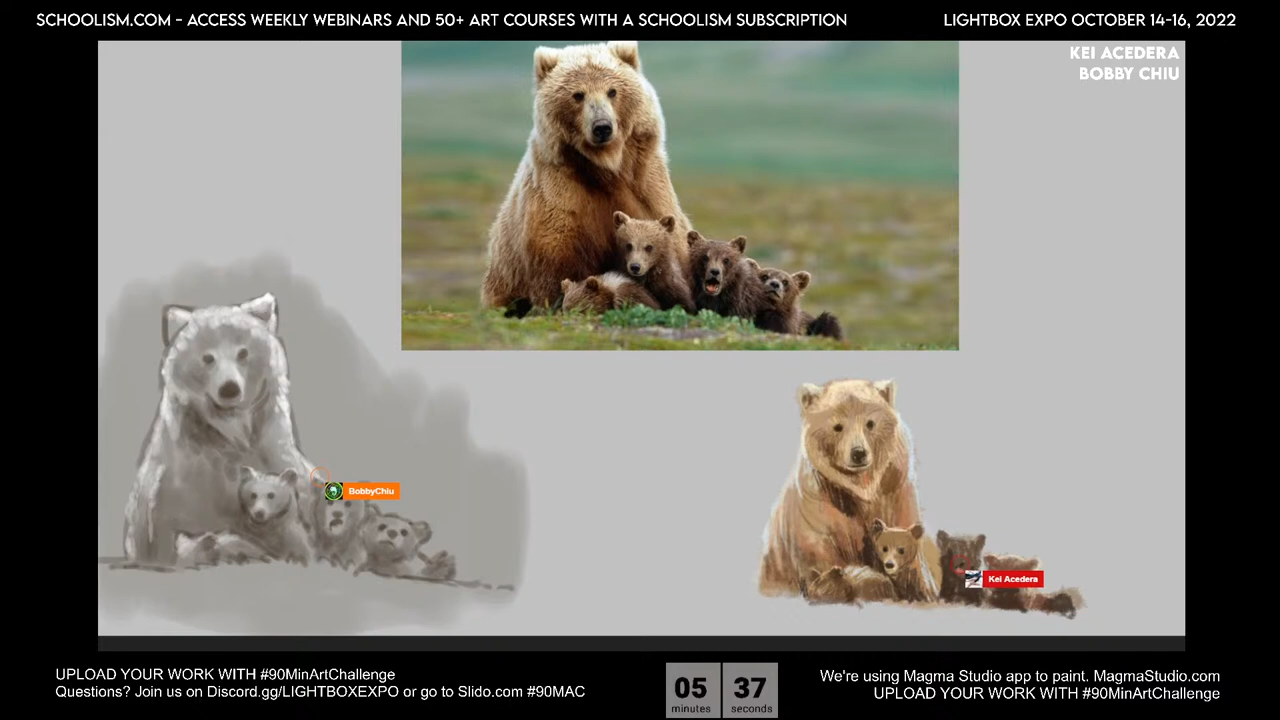 SCHOOLISM.COM – ACCESS WEEKLY WEBINARS AND 50+ ART COURSES WITH A SCHOOLISM SUBSCRIPTION
LIGHTBOX EXPO OCTOBER 14-16, 2022
KEI ACEDERA
BOBBY CHIU
BobbyChiu
Kei Acedera
UPLOAD YOUR WORK WITH #90MinArtChallenge
Questions? Join us on Discord.gg/LIGHTBOXEXPO or go to Slido.com #90MAC
05 37
minutes seconds
We're using Magma Studio app to paint. MagmaStudio.com
UPLOAD YOUR WORK WITH #90MinArtChallenge